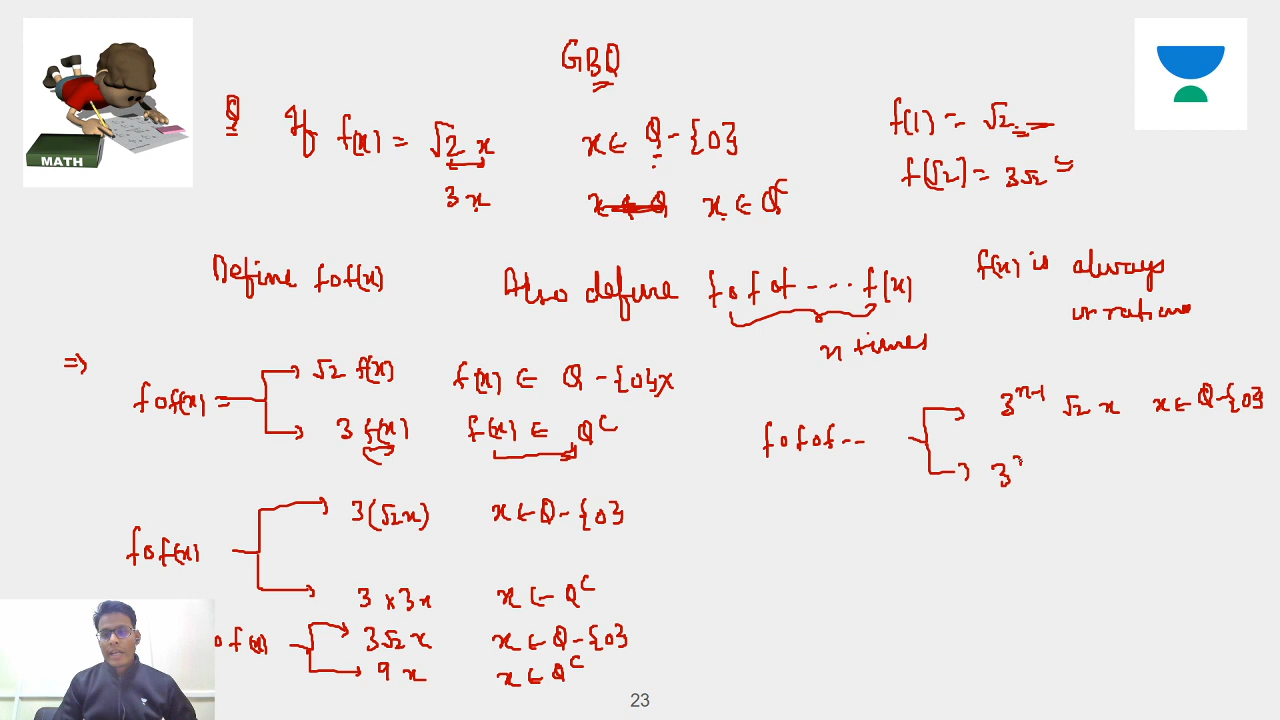 GBQ
Q If f(x) = √2 x x ∈ Q - {0}
3x x ∈ Q x ∈ Q^c
f(1) = √2
f(√2) = 3√2
MATH
Define fof(x) Also define fofof---...f(x)
n times
f(x) is always
⇒
fof(x) =
√2 f(x) f(x) ∈ Q - {0} x
3 f(x) f(x) ∈ Q^c
fof(x)
3(√2x) x ∈ Q - {0}
3 x 3x x ∈ Q^c
of(x)
3√2 x x ∈ Q - {0}
9 x x ∈ Q^c
fofof--
3^n-1 √2 x x ∈ Q - {0}
3
23